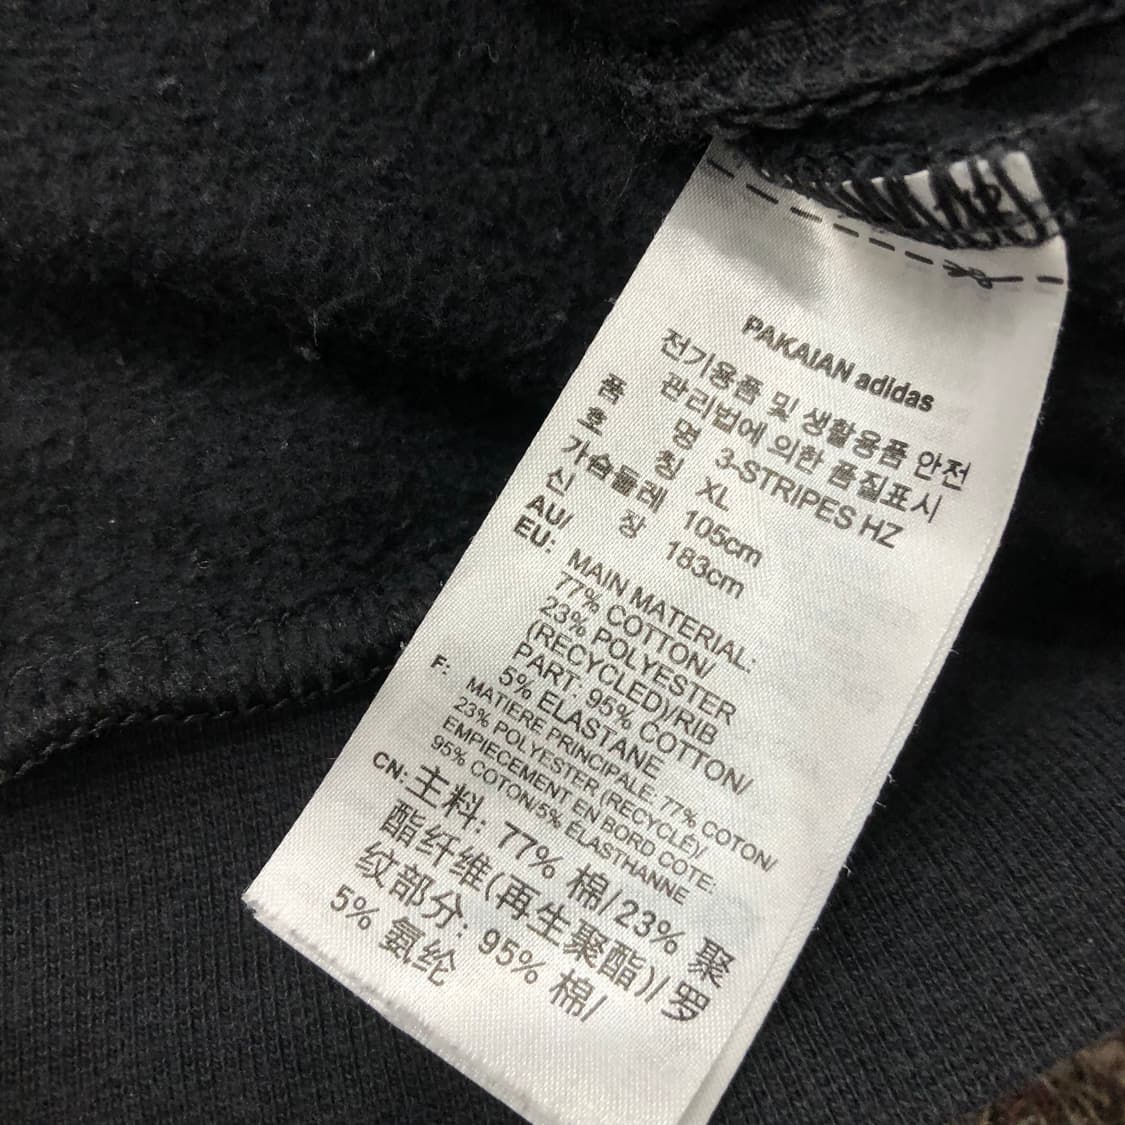 PAKAIAN adidas
전기용품 및 생활용품 안전
관리법에 의한 품질표시
품 명 3-STRIPES HZ
호 칭 XL
가슴둘레 105cm
신 장 183cm
AU/
EU: MAIN MATERIAL:
77% COTTON/
23% POLYESTER
(RECYCLED)/RIB
PART: 95% COTTON/
5% ELASTANE
F: MATIERE PRINCIPALE: 77% COTON/
23% POLYESTER (RECYCLÉ)/
EMPIECEMENT EN BORD COTE:
95% COTON/5% ÉLASTHANNE
CN: 主料: 77% 棉/23% 聚
酯纤维(再生聚酯)/罗
纹部分: 95% 棉/
5% 氨纶